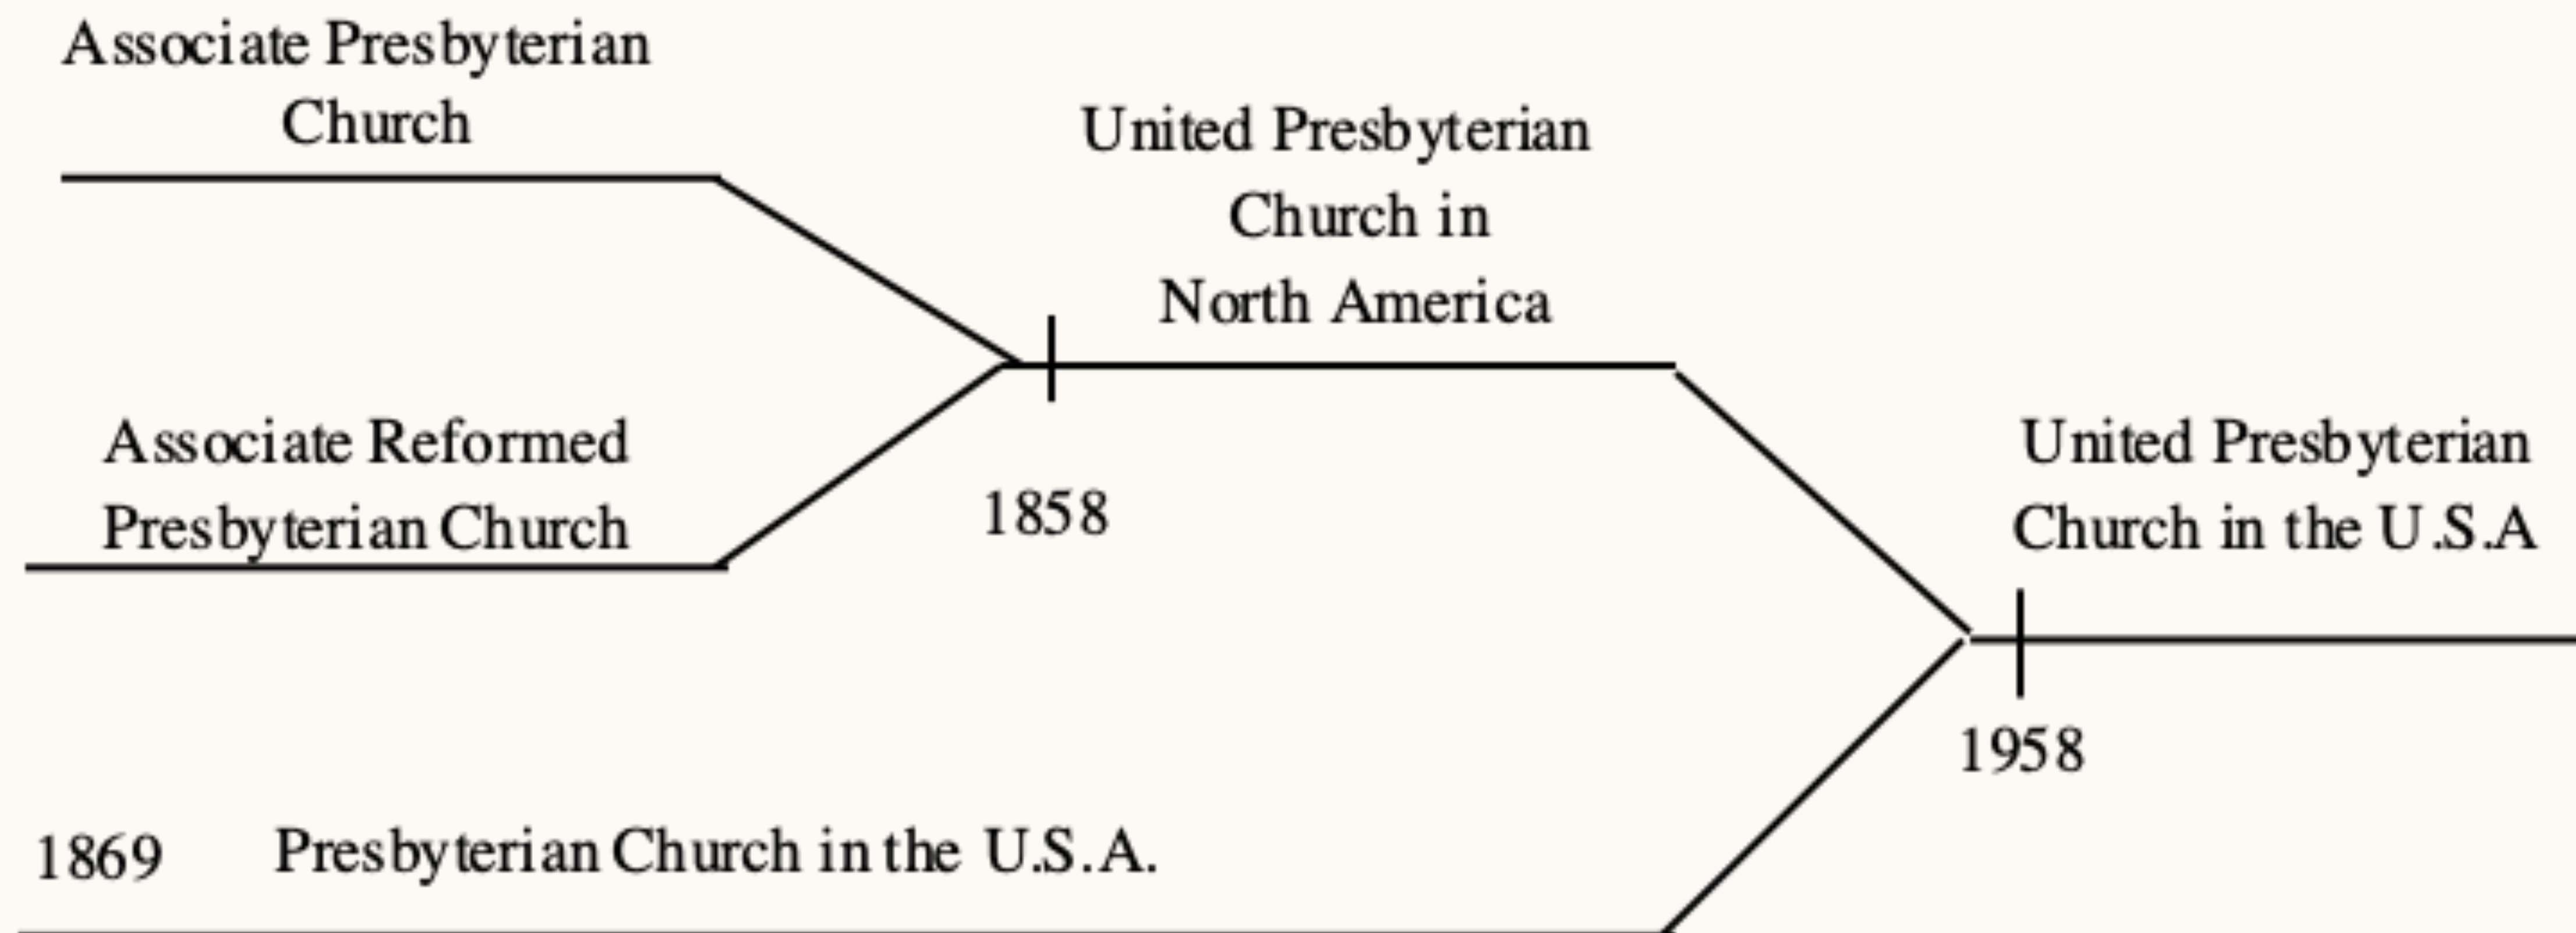 Associate Presbyterian
Church
United Presbyterian
Church in
North America
Associate Reformed
Presbyterian Church
1858
United Presbyterian
Church in the U.S.A
1958
1869 Presbyterian Church in the U.S.A.